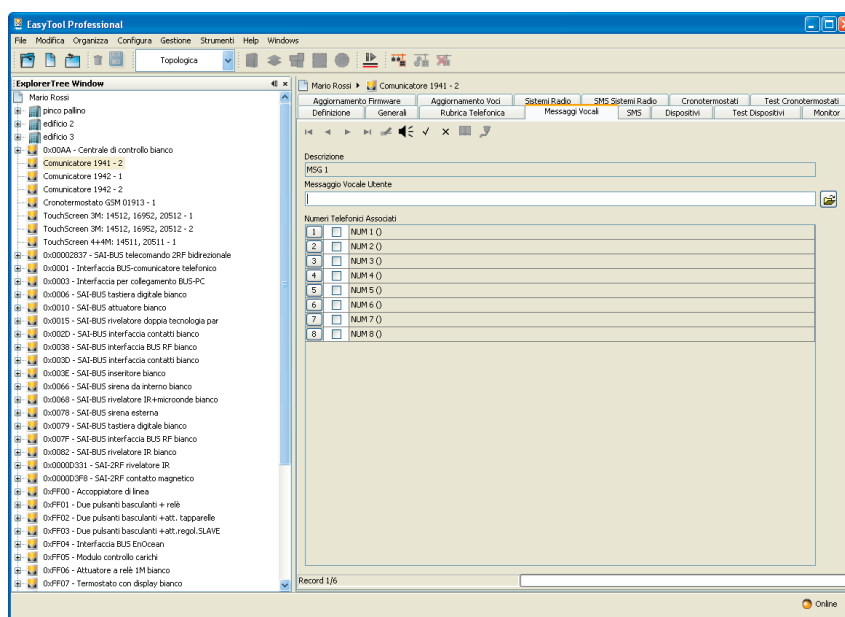 EasyTool Professional
File Modifica Organizza Configura Gestione Strumenti Help Windows
Topologica
ExplorerTree Window
Mario Rossi
pinco pallino
edificio 2
edificio 3
0x00AA - Centrale di controllo bianco
Comunicatore 1941 - 2
Comunicatore 1942 - 1
Comunicatore 1942 - 2
Cronotermostato GSM 01913 - 1
TouchScreen 3M: 14512, 16952, 20512 - 1
TouchScreen 3M: 14512, 16952, 20512 - 2
TouchScreen 4+4M: 14511, 20511 - 1
0x00002837 - SAI-BUS telecomando 2RF bidirezionale
0x0001 - Interfaccia BUS-comunicatore telefonico
0x0003 - Interfaccia per collegamento BUS-PC
0x0006 - SAI-BUS tastiera digitale bianco
0x0010 - SAI-BUS attuatore bianco
0x0015 - SAI-BUS rivelatore doppia tecnologia par
0x002D - SAI-BUS interfaccia contatti bianco
0x0038 - SAI-BUS interfaccia BUS RF bianco
0x003D - SAI-BUS interfaccia contatti bianco
0x003E - SAI-BUS inseritore bianco
0x0066 - SAI-BUS sirena da interno bianco
0x0068 - SAI-BUS rivelatore IR+microonde bianco
0x0078 - SAI-BUS sirena esterna
0x0079 - SAI-BUS tastiera digitale bianco
0x007F - SAI-BUS interfaccia BUS RF bianco
0x0082 - SAI-BUS rivelatore IR bianco
0x0000D331 - SAI-2RF rivelatore IR
0x0000D3F8 - SAI-2RF contatto magnetico
0xFF00 - Accoppiatore di linea
0xFF01 - Due pulsanti basculanti + relè
0xFF02 - Due pulsanti basculanti +att. tapparelle
0xFF03 - Due pulsanti basculanti +att.regol.SLAVE
0xFF04 - Interfaccia BUS EnOcean
0xFF05 - Modulo controllo carichi
0xFF06 - Attuatore a relè 1M bianco
0xFF07 - Termostato con display bianco
Mario Rossi Comunicatore 1941 - 2
Aggiornamento Firmware Aggiornamento Voci Sistemi Radio SMS Sistemi Radio Cronotermostati Test Cronotermostati
Definizione Generali Rubrica Telefonica Messaggi Vocali SMS Dispositivi Test Dispositivi Monitor
Descrizione
MSG 1
Messaggio Vocale Utente
Numeri Telefonici Associati
1 NUM 1 ()
2 NUM 2 ()
3 NUM 3 ()
4 NUM 4 ()
5 NUM 5 ()
6 NUM 6 ()
7 NUM 7 ()
8 NUM 8 ()
Record 1/6
Online